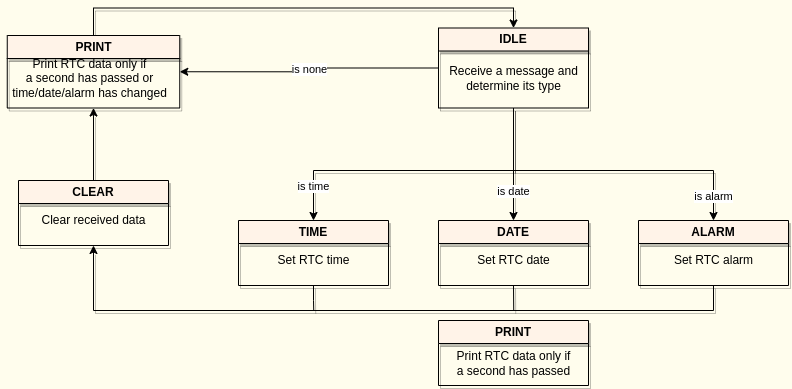 PRINT
Print RTC data only if
a second has passed or
time/date/alarm has changed
is none
IDLE
Receive a message and
determine its type
is time
is date
is alarm
CLEAR
Clear received data
TIME
Set RTC time
DATE
Set RTC date
ALARM
Set RTC alarm
PRINT
Print RTC data only if
a second has passed